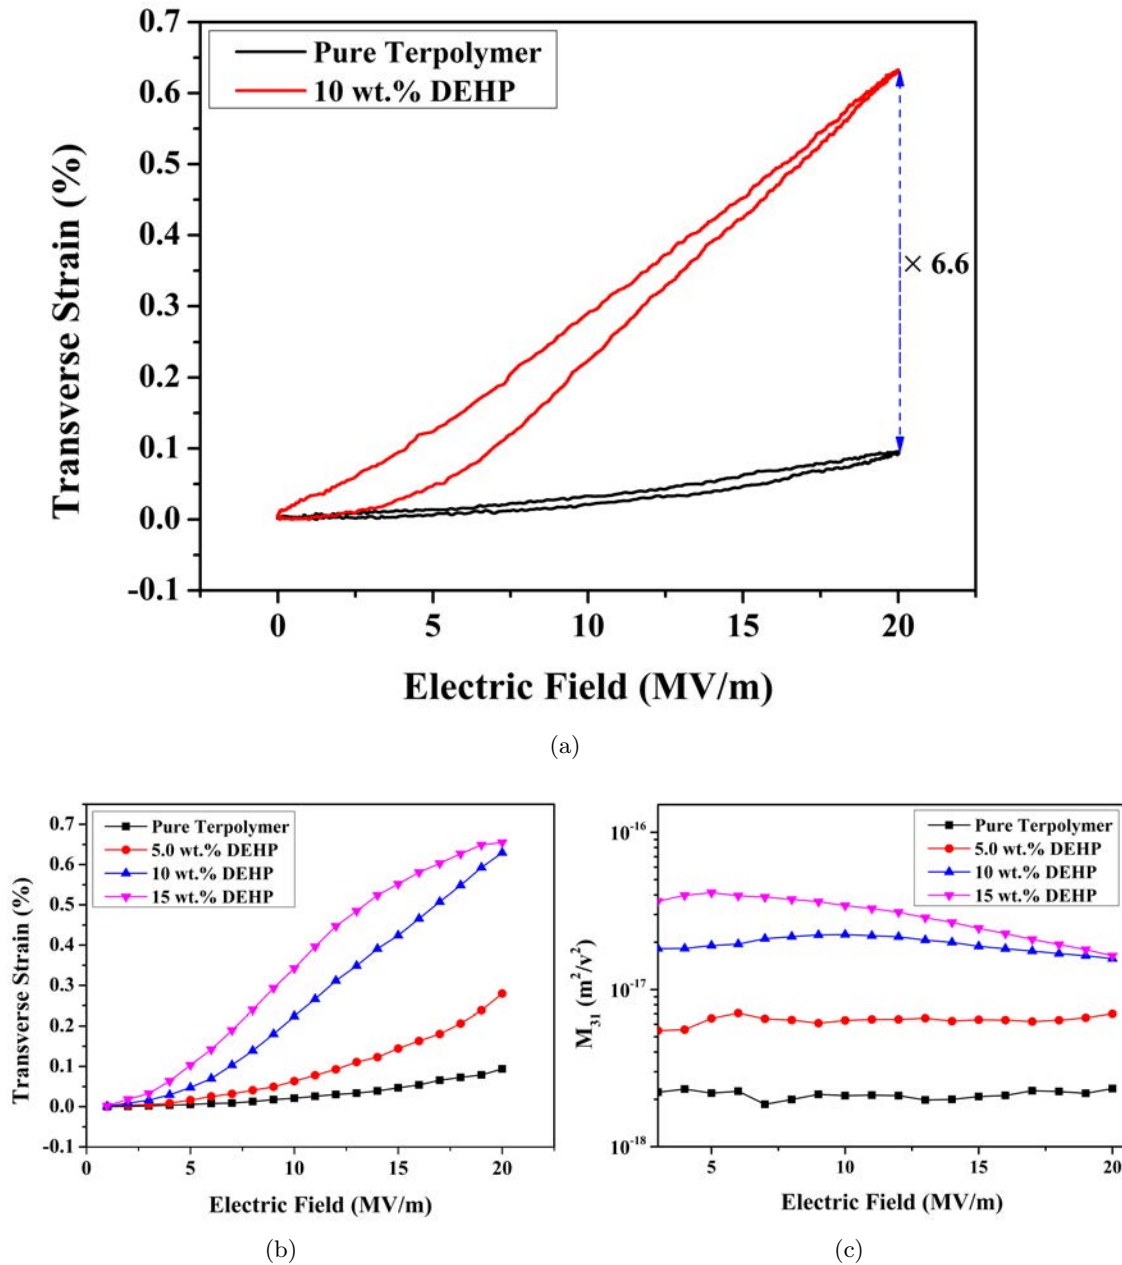 0.7
0.6
0.5
0.4
0.3
0.2
0.1
0.0
-0.1
Transverse Strain (%)
Pure Terpolymer
10 wt.% DEHP
× 6.6
0 5 10 15 20
Electric Field (MV/m)
(a)
0.7
0.6
0.5
0.4
0.3
0.2
0.1
0.0
-0.1
Transverse Strain (%)
Pure Terpolymer
5.0 wt.% DEHP
10 wt.% DEHP
15 wt.% DEHP
0 5 10 15 20 25
Electric Field (MV/m)
(b)
10⁻¹⁶
10⁻¹⁷
10⁻¹⁸
M₃₁ (m²/v²)
Pure Terpolymer
5.0 wt.% DEHP
10 wt.% DEHP
15 wt.% DEHP
5 10 15 20
Electric Field (MV/m)
(c)